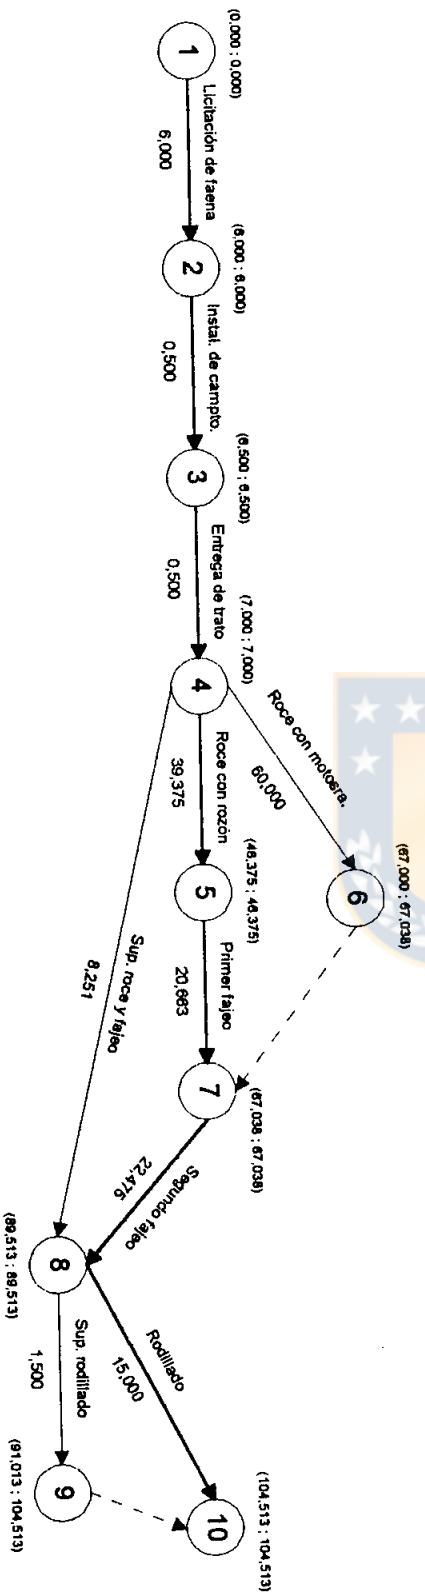 (0,000 ; 0,000)
1
Licitación de faena
6,000
(6,000 ; 6,000)
2
Instal. de campto.
0,500
(6,500 ; 6,500)
3
Entrega de trato
0,500
(7,000 ; 7,000)
4
Roce con motosra.
60,000
(67,000 ; 67,038)
6
Roce con rozón
39,375
(46,375 ; 46,375)
5
Primer fajeo
20,663
(67,038 ; 67,038)
7
Sup. roce y fajeo
8,251
Segundo fajeo
22,475
8
(89,513 ; 89,513)
Rodillado
15,000
Sup. rodillado
1,500
9
(91,013 ; 104,513)
10
(104,513 ; 104,513)